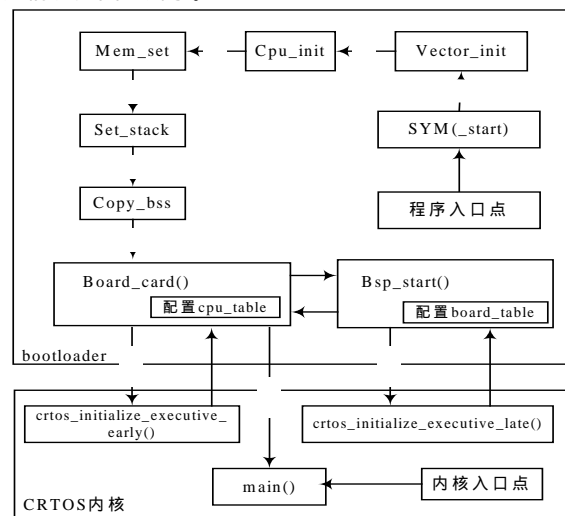 Mem_set
Cpu_init
Vector_init
Set_stack
SYM(_start)
Copy_bss
程序入口点
Board_card()
配置cpu_table
Bsp_start()
配置board_table
bootloader
crtos_initialize_executive_
early()
crtos_initialize_executive_late()
main()
内核入口点
CRTOS内核